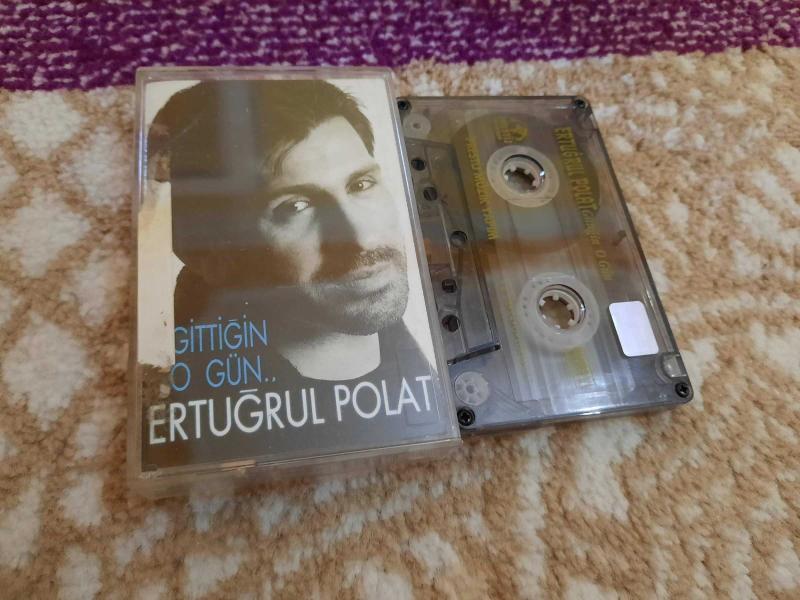 GİTTİĞİN
O GÜN..
ERTUĞRUL POLAT
ERTUĞRUL POLAT Gittiğin O Gün